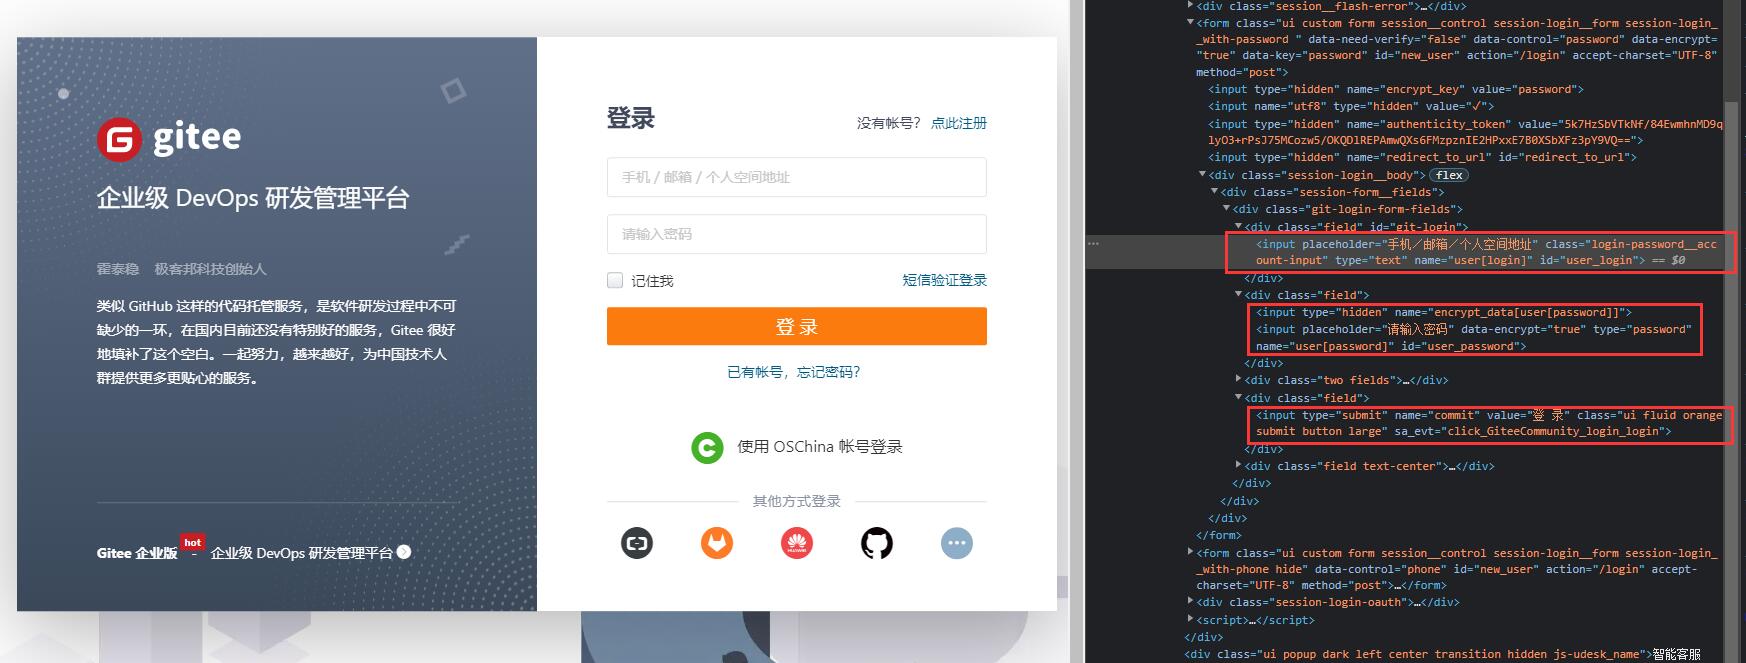 gitee
企业级 DevOps 研发管理平台
霍泰稳 极客邦科技创始人
类似 GitHub 这样的代码托管服务，是软件研发过程中不可
缺少的一环，在国内目前还没有特别好的服务，Gitee 很好
地填补了这个空白。一起努力，越来越好，为中国技术人
群提供更多更贴心的服务。
Gitee 企业版 hot - 企业级 DevOps 研发管理平台
登录
没有帐号？ 点此注册
手机 / 邮箱 / 个人空间地址
请输入密码
记住我
短信验证登录
登 录
已有帐号，忘记密码？
使用 OSChina 帐号登录
其他方式登录
HUAWEI
<div class="session__flash-error">…</div>
<form class="ui custom form session__control session-login__form session-login_
_with-password " data-need-verify="false" data-control="password" data-encrypt=
"true" data-key="password" id="new_user" action="/login" accept-charset="UTF-8"
method="post">
<input type="hidden" name="encrypt_key" value="password">
<input name="utf8" type="hidden" value="✓">
<input type="hidden" name="authenticity_token" value="5k7HzSbVTkNf/84EwmhnMD9q
lyO3+rPsJ75MCozw5/OKQDlREPAmwQXs6FMzpznIE2HPxxE7B0XSbXFz3pY9VQ==">
<input type="hidden" name="redirect_to_url" id="redirect_to_url">
<div class="session-login__body"> flex
<div class="session-form__fields">
<div class="git-login-form-fields">
<div class="field" id="git-login">
<input placeholder="手机／邮箱／个人空间地址" class="login-password__acc
ount-input" type="text" name="user[login]" id="user_login"> == $0
</div>
<div class="field">
<input type="hidden" name="encrypt_data[user[password]]">
<input placeholder="请输入密码" data-encrypt="true" type="password"
name="user[password]" id="user_password">
</div>
<div class="two fields">…</div>
<div class="field">
<input type="submit" name="commit" value="登 录" class="ui fluid orange
submit button large" sa_evt="click_GiteeCommunity_login_login">
</div>
<div class="field text-center">…</div>
</div>
</div>
</div>
</form>
<form class="ui custom form session__control session-login__form session-login_
_with-phone hide" data-control="phone" id="new_user" action="/login" accept-
charset="UTF-8" method="post">…</form>
<div class="session-login-oauth">…</div>
<script>…</script>
</div>
<div class="ui popup dark left center transition hidden js-udesk_name">智能客服